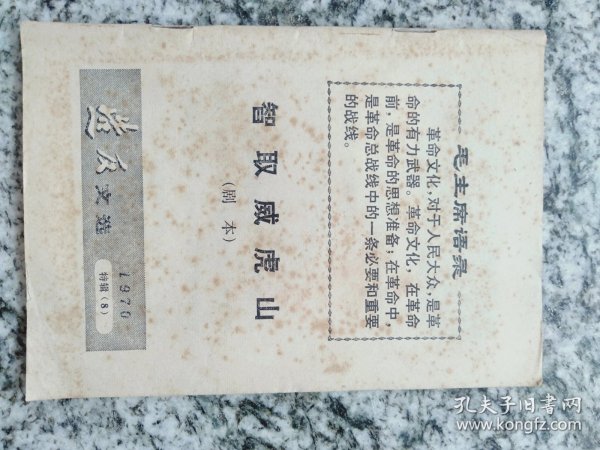 毛主席语录
革命文化，对于人民大众，是革
命的有力武器。革命文化，在革命
前，是革命的思想准备；在革命中，
是革命总战线中的一条必要和重要
的战线。
智取威虎山
（剧本）
文选
1970
特辑（8）
孔夫子旧书网
www.kongfz.com